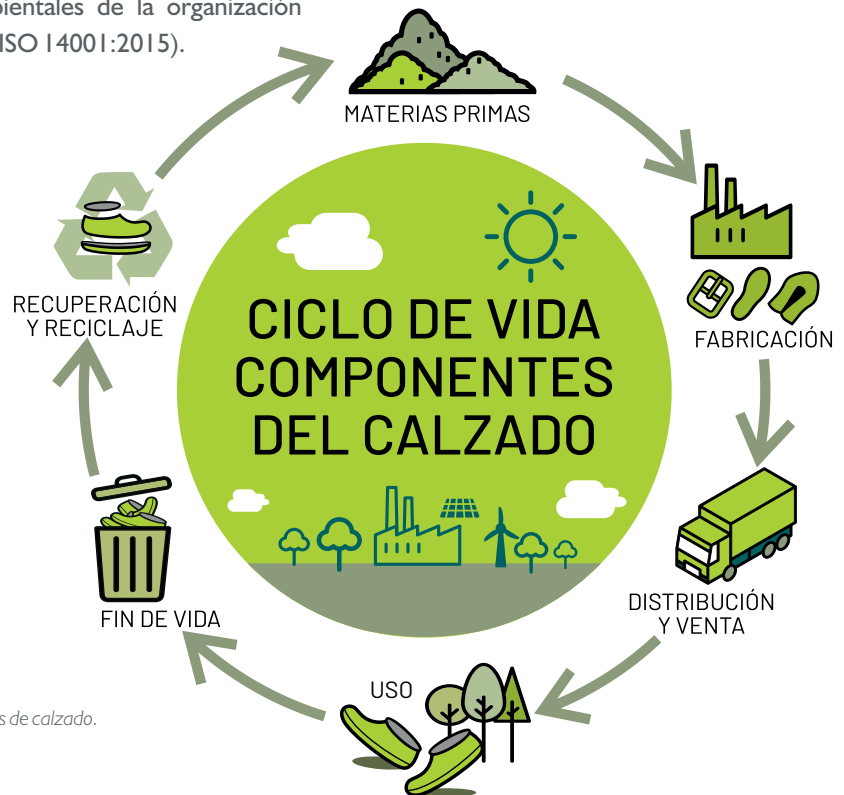 bientales de la organización
ISO 14001:2015).
MATERIAS PRIMAS
FABRICACIÓN
DISTRIBUCIÓN
Y VENTA
USO
FIN DE VIDA
RECUPERACIÓN
Y RECICLAJE
CICLO DE VIDA
COMPONENTES
DEL CALZADO
s de calzado.